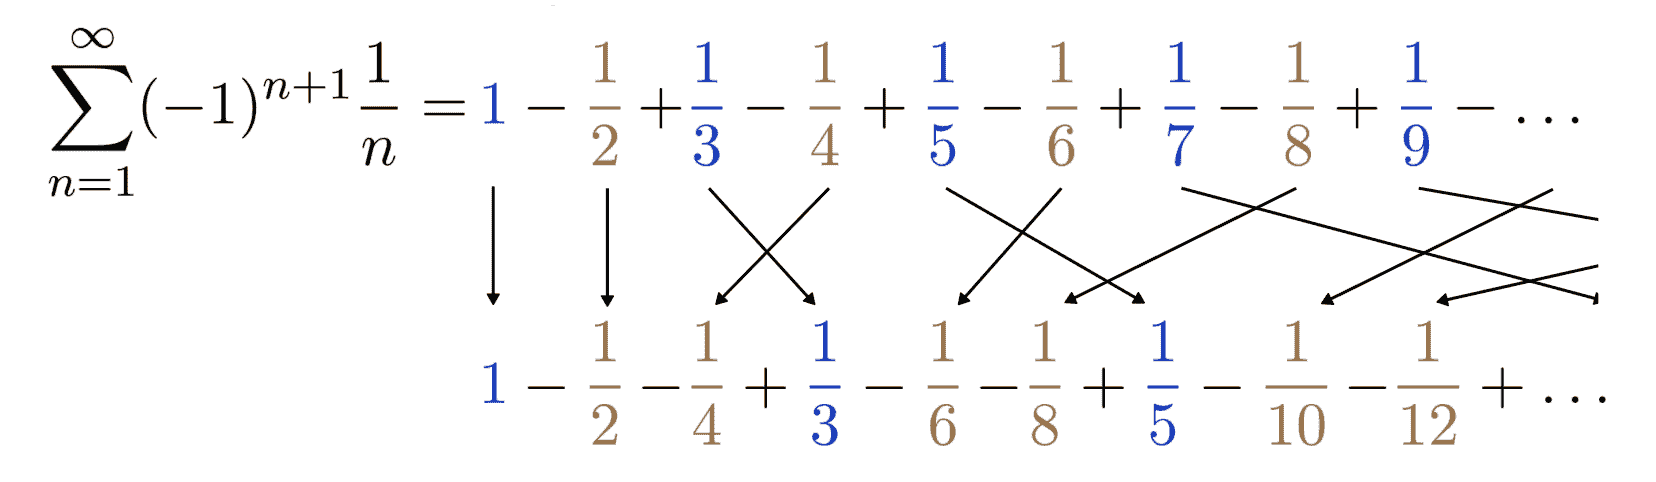 $\sum_{n=1}^{\infty} (-1)^{n+1} \frac{1}{n} = 1 - \frac{1}{2} + \frac{1}{3} - \frac{1}{4} + \frac{1}{5} - \frac{1}{6} + \frac{1}{7} - \frac{1}{8} + \frac{1}{9} - \dots$
$1 - \frac{1}{2} - \frac{1}{4} + \frac{1}{3} - \frac{1}{6} - \frac{1}{8} + \frac{1}{5} - \frac{1}{10} - \frac{1}{12} + \dots$